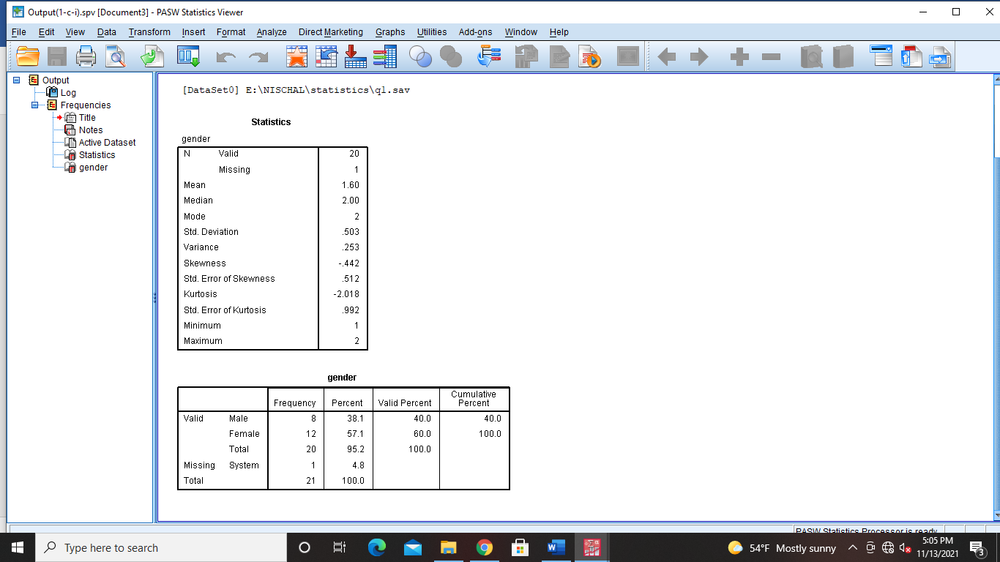 Output(1-c-i).spv [Document3] - PASW Statistics Viewer
File Edit View Data Transform Insert Format Analyze Direct Marketing Graphs Utilities Add-ons Window Help
Output
Log
Frequencies
Title
Notes
Active Dataset
Statistics
gender
[DataSet0] E:\NISCHAL\statistics\q1.sav
Statistics
gender
N Valid 20
Missing 1
Mean 1.60
Median 2.00
Mode 2
Std. Deviation .503
Variance .253
Skewness -.442
Std. Error of Skewness .512
Kurtosis -2.018
Std. Error of Kurtosis .992
Minimum 1
Maximum 2
gender
Frequency Percent Valid Percent Cumulative Percent
Valid Male 8 38.1 40.0 40.0
Female 12 57.1 60.0 100.0
Total 20 95.2 100.0
Missing System 1 4.8
Total 21 100.0
PASW Statistics Processor is ready
Type here to search
54°F Mostly sunny
5:05 PM
11/13/2021
3